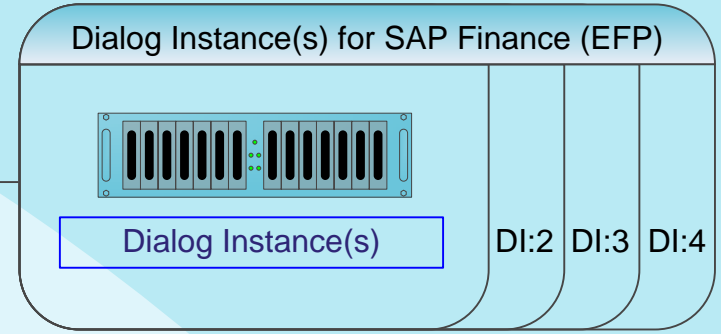 Dialog Instance(s) for SAP Finance (EFP)
Dialog Instance(s)
DI:2
DI:3
DI:4